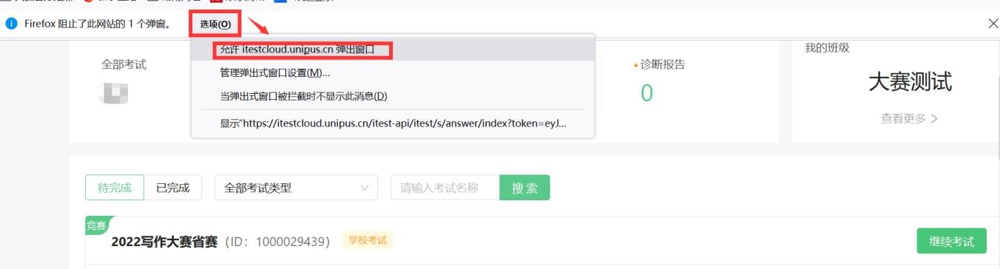 Firefox 阻止了此网站的 1 个弹窗。
选项(O)
允许 itestcloud.unipus.cn 弹出窗口
管理弹出式窗口设置(M)...
当弹出式窗口被拦截时不显示此消息(D)
显示"https://itestcloud.unipus.cn/itest-api/itest/s/answer/index?token=eyJ...
全部考试
诊断报告
0
我的班级
大赛测试
查看更多
待完成
已完成
全部考试类型
请输入考试名称
搜 索
竞赛
2022写作大赛省赛（ID：1000029439）
学校考试
继续考试